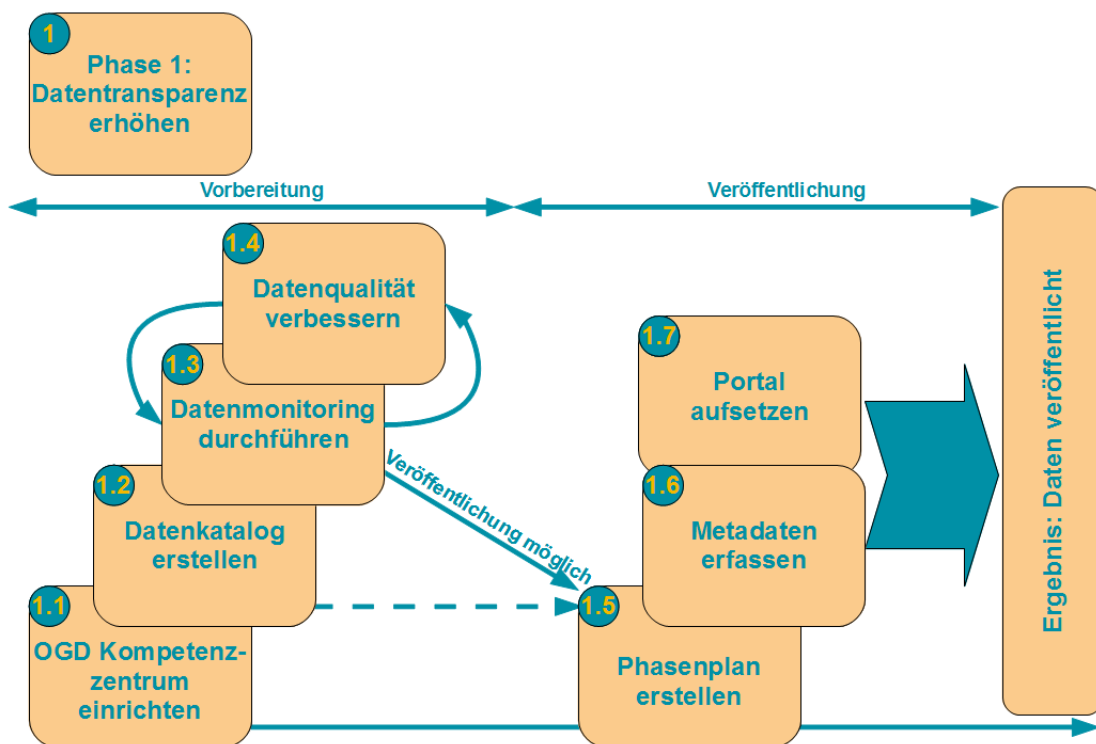 1
Phase 1:
Datentransparenz
erhöhen
Vorbereitung
Veröffentlichung
1.4
Datenqualität
verbessern
1.3
Datenmonitoring
durchführen
1.2
Datenkatalog
erstellen
1.1
OGD Kompetenz-
zentrum
einrichten
Veröffentlichung möglich
1.7
Portal
aufsetzen
1.6
Metadaten
erfassen
1.5
Phasenplan
erstellen
Ergebnis: Daten veröffentlicht